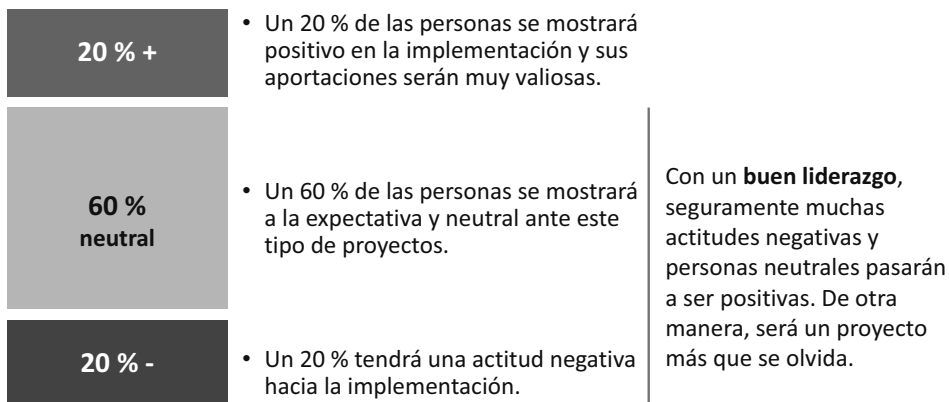 20 % +
• Un 20 % de las personas se mostrará
positivo en la implementación y sus
aportaciones serán muy valiosas.
60 %
neutral
• Un 60 % de las personas se mostrará
a la expectativa y neutral ante este
tipo de proyectos.
20 % -
• Un 20 % tendrá una actitud negativa
hacia la implementación.
Con un buen liderazgo,
seguramente muchas
actitudes negativas y
personas neutrales pasarán
a ser positivas. De otra
manera, será un proyecto
más que se olvida.